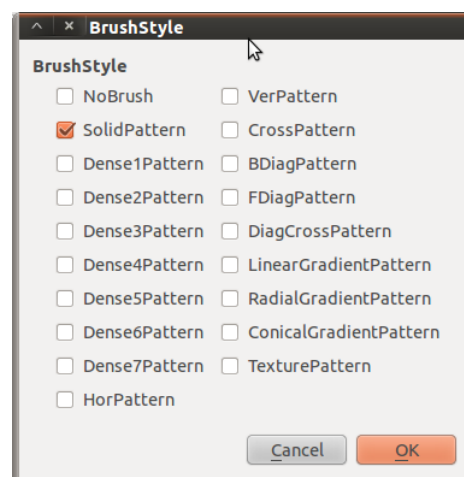 BrushStyle
BrushStyle
NoBrush
SolidPattern
Dense1Pattern
Dense2Pattern
Dense3Pattern
Dense4Pattern
Dense5Pattern
Dense6Pattern
Dense7Pattern
HorPattern
VerPattern
CrossPattern
BDiagPattern
FDiagPattern
DiagCrossPattern
LinearGradientPattern
RadialGradientPattern
ConicalGradientPattern
TexturePattern
Cancel
OK